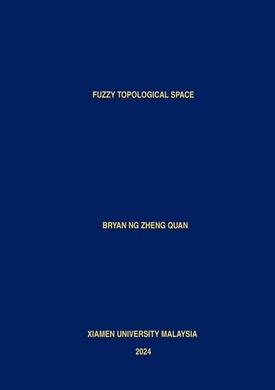 FUZZY TOPOLOGICAL SPACE
BRYAN NG ZHENG QUAN
XIAMEN UNIVERSITY MALAYSIA
2024